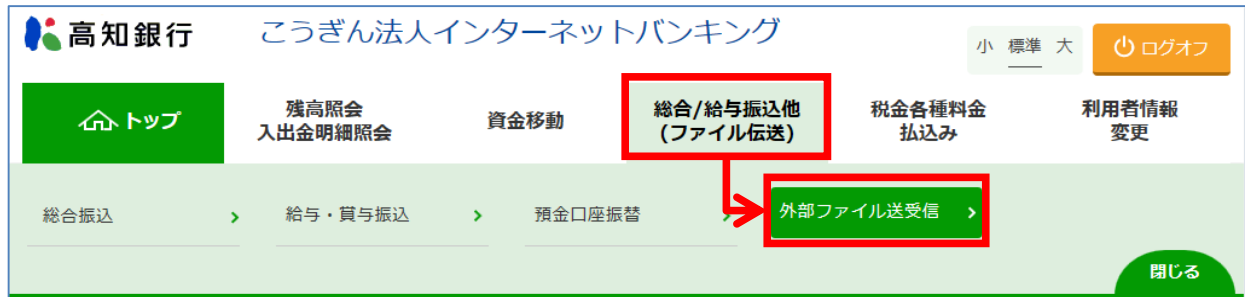 高知銀行
こうぎん法人インターネットバンキング
小 標準 大
ログオフ
トップ
残高照会
入出金明細照会
資金移動
総合/給与振込他
(ファイル伝送)
税金各種料金
払込み
利用者情報
変更
総合振込
給与・賞与振込
預金口座振替
外部ファイル送受信
閉じる